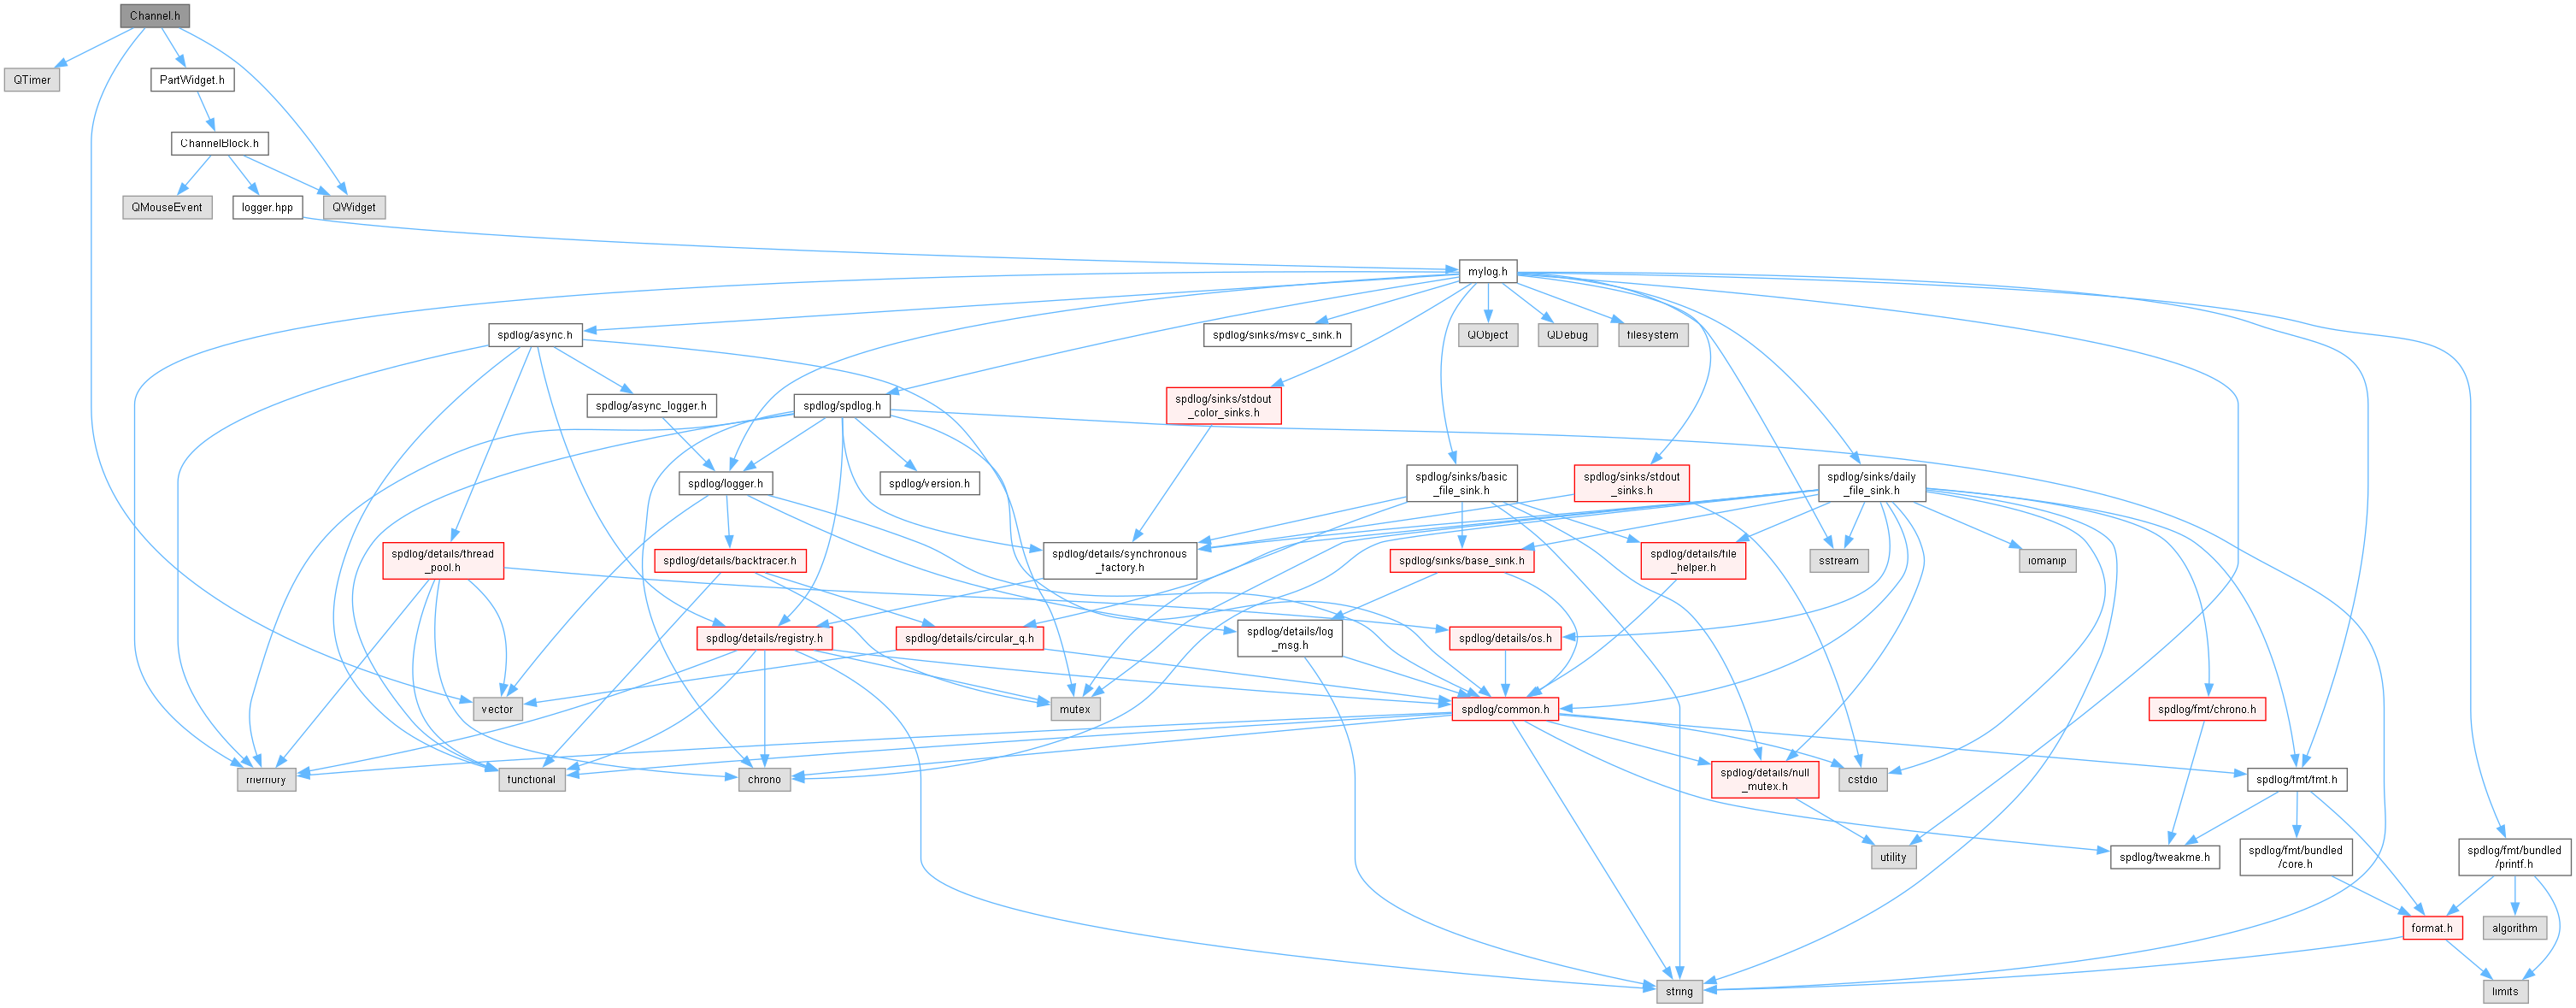 Channel.h
QTimer
PartWidget.h
ChannelBlock.h
QMouseEvent
logger.hpp
QWidget
mylog.h
spdlog/async.h
spdlog/sinks/msvc_sink.h
QObject
QDebug
filesystem
spdlog/async_logger.h
spdlog/spdlog.h
spdlog/sinks/stdout
_color_sinks.h
spdlog/logger.h
spdlog/version.h
spdlog/sinks/basic
_file_sink.h
spdlog/sinks/stdout
_sinks.h
spdlog/sinks/daily
_file_sink.h
spdlog/details/thread
_pool.h
spdlog/details/backtracer.h
spdlog/details/synchronous
_factory.h
spdlog/sinks/base_sink.h
spdlog/details/file
_helper.h
sstream
iomanip
spdlog/details/registry.h
spdlog/details/circular_q.h
spdlog/details/log
_msg.h
spdlog/details/os.h
vector
mutex
spdlog/common.h
spdlog/fmt/chrono.h
memory
functional
chrono
spdlog/details/null
_mutex.h
cstdio
spdlog/fmt/fmt.h
utility
spdlog/tweakme.h
spdlog/fmt/bundled
/core.h
spdlog/fmt/bundled
/printf.h
format.h
algorithm
string
limits